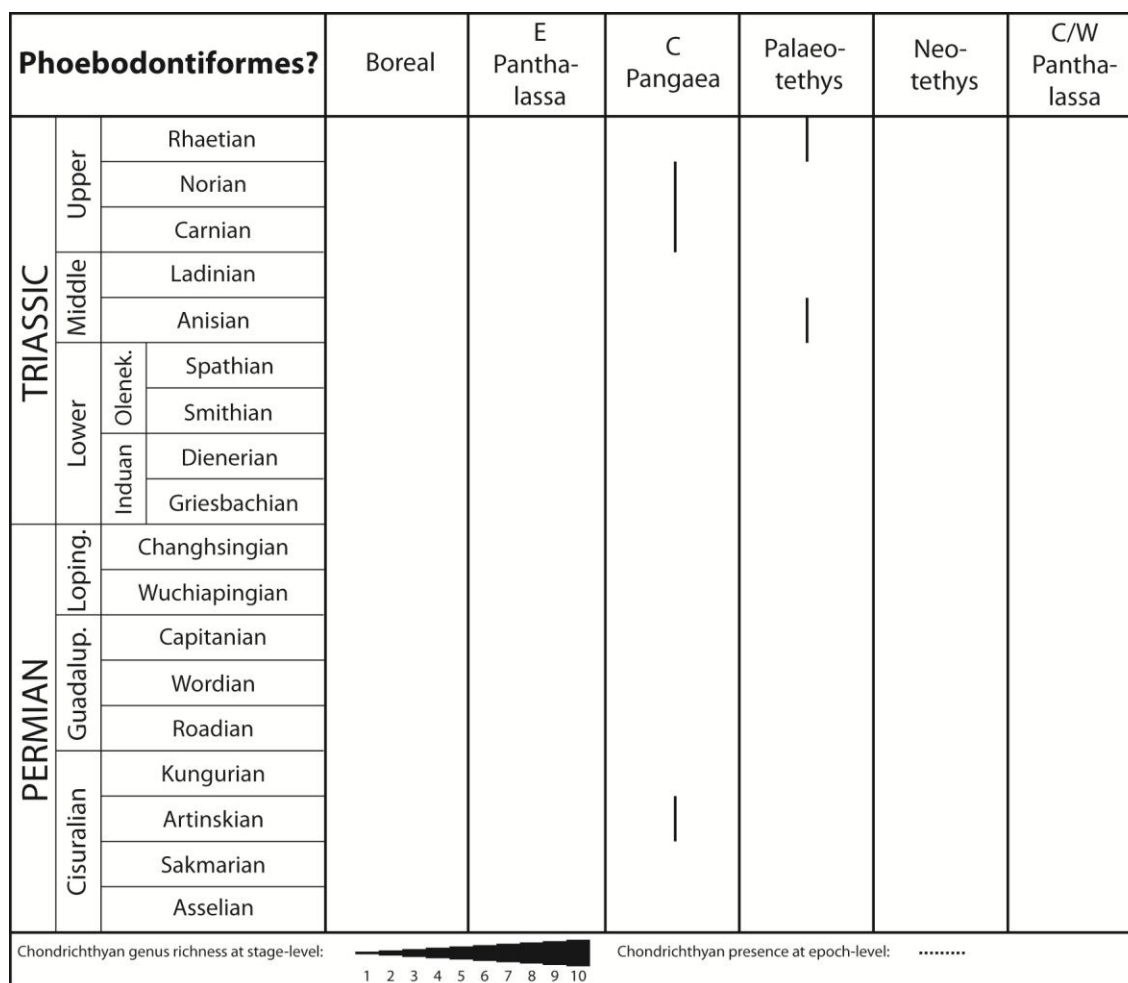 Phoebodontiformes?
Boreal
E
Pantha-
lassa
C
Pangaea
Palaeo-
tethys
Neo-
tethys
C/W
Pantha-
lassa
TRIASSIC
Upper
Rhaetian
Norian
Carnian
Middle
Ladinian
Anisian
Lower
Olenek.
Spathian
Smithian
Induan
Dienerian
Griesbachian
PERMIAN
Loping.
Changhsingian
Wuchiapingian
Guadalup.
Capitanian
Wordian
Roadian
Cisuralian
Kungurian
Artinskian
Sakmarian
Asselian
Chondrichthyan genus richness at stage-level:
1 2 3 4 5 6 7 8 9 10
Chondrichthyan presence at epoch-level: